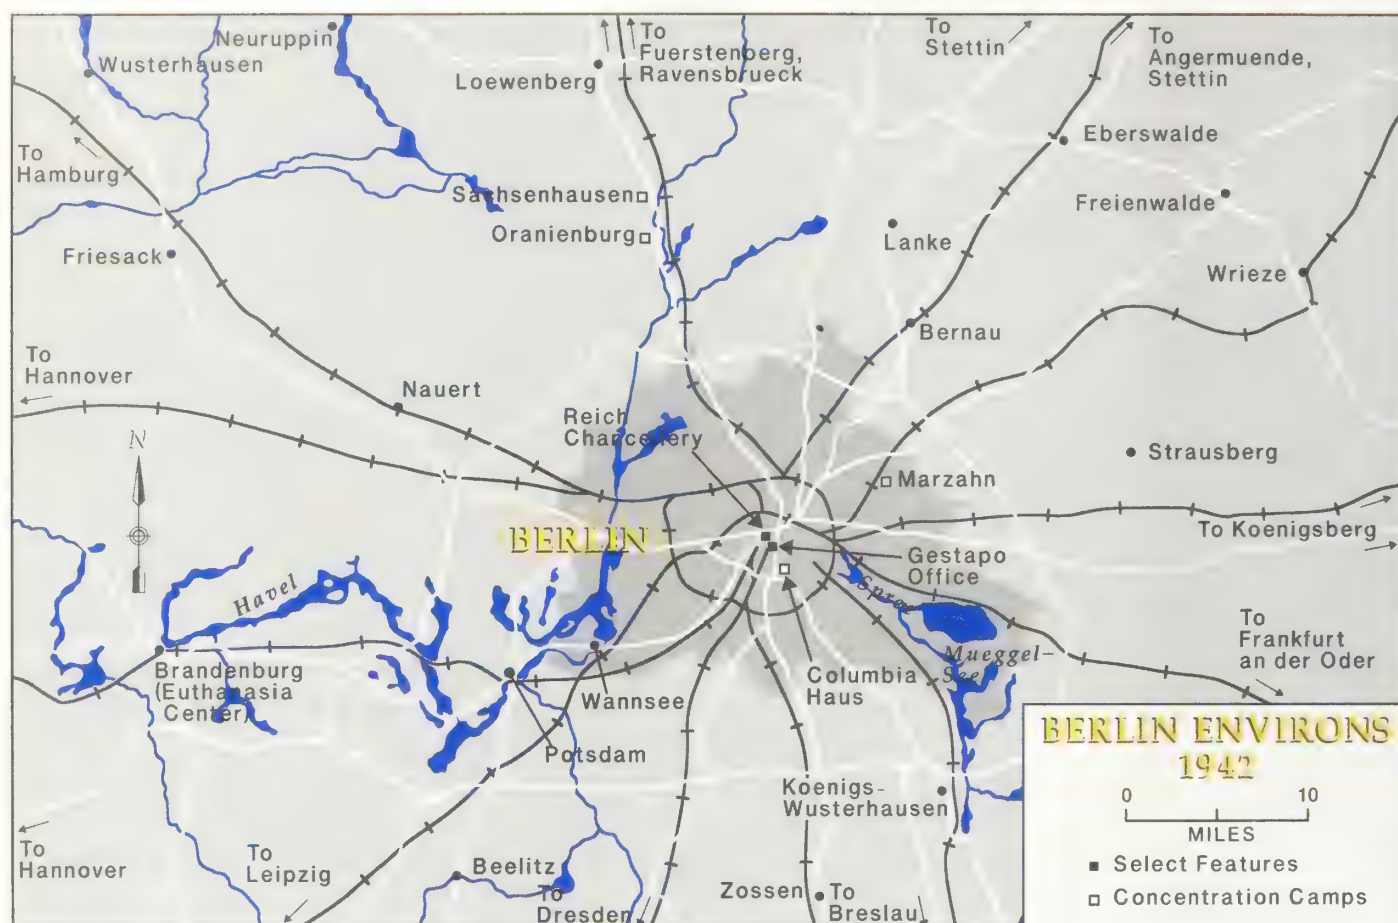 Neuruppin
Wusterhausen
To
Hamburg
Friesack
Loewenberg
To
Fuerstenberg,
Ravensbrueck
To
Stettin
To
Angermuende,
Stettin
Eberswalde
Sachsenhausen
Oranienburg
Lanke
Freienwalde
Wrieze
Bernau
To
Hannover
Nauert
Reich
Chancellery
Marzahn
Strausberg
N
BERLIN
To Koenigsberg
Gestapo
Office
Havel
Spree
Brandenburg
(Euthanasia
Center)
Wannsee
Potsdam
Columbia
Haus
Mueggel-
See
To
Frankfurt
an der Oder
Koenigs-
Wusterhausen
To
Hannover
To
Leipzig
Beelitz
To
Dresden
Zossen
To
Breslau
BERLIN ENVIRONS
1942
0 10
MILES
Select Features
Concentration Camps